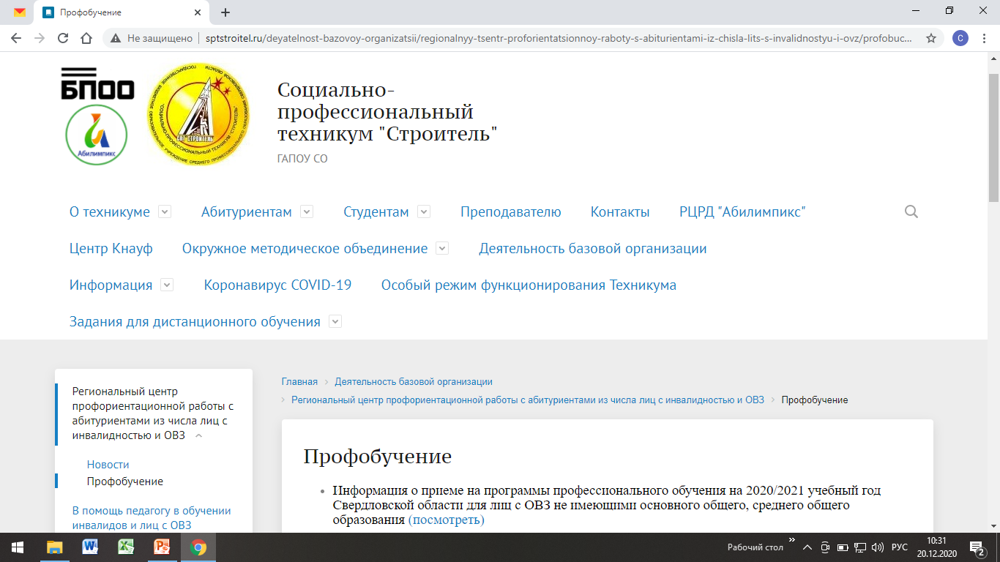 Профобучение
Не защищено
sptstroitel.ru/deyatelnost-bazovoy-organizatsii/regionalnyy-tsentr-proforientatsionnoy-raboty-s-abiturientami-iz-chisla-lits-s-invalidnostyu-i-ovz/profobuc...
С
БПОО
Абилимпикс
СПТ "СТРОИТЕЛЬ"
Социально-
профессиональный
техникум "Строитель"
ГАПОУ СО
О техникуме Абитуриентам Студентам Преподавателю Контакты РЦРД "Абилимпикс"
Центр Кнауф Окружное методическое объединение Деятельность базовой организации
Информация Коронавирус COVID-19 Особый режим функционирования Техникума
Задания для дистанционного обучения
Региональный центр
профориентационной работы с
абитуриентами из числа лиц с
инвалидностью и ОВЗ
Новости
Профобучение
В помощь педагогу в обучении
инвалидов и лиц с ОВЗ
Главная > Деятельность базовой организации
> Региональный центр профориентационной работы с абитуриентами из числа лиц с инвалидностью и ОВЗ > Профобучение
Профобучение
• Информация о приеме на программы профессионального обучения на 2020/2021 учебный год
Свердловской области для лиц с ОВЗ не имеющими основного общего, среднего общего
образования (посмотреть)
Рабочий стол
РУС
10:31
20.12.2020
2